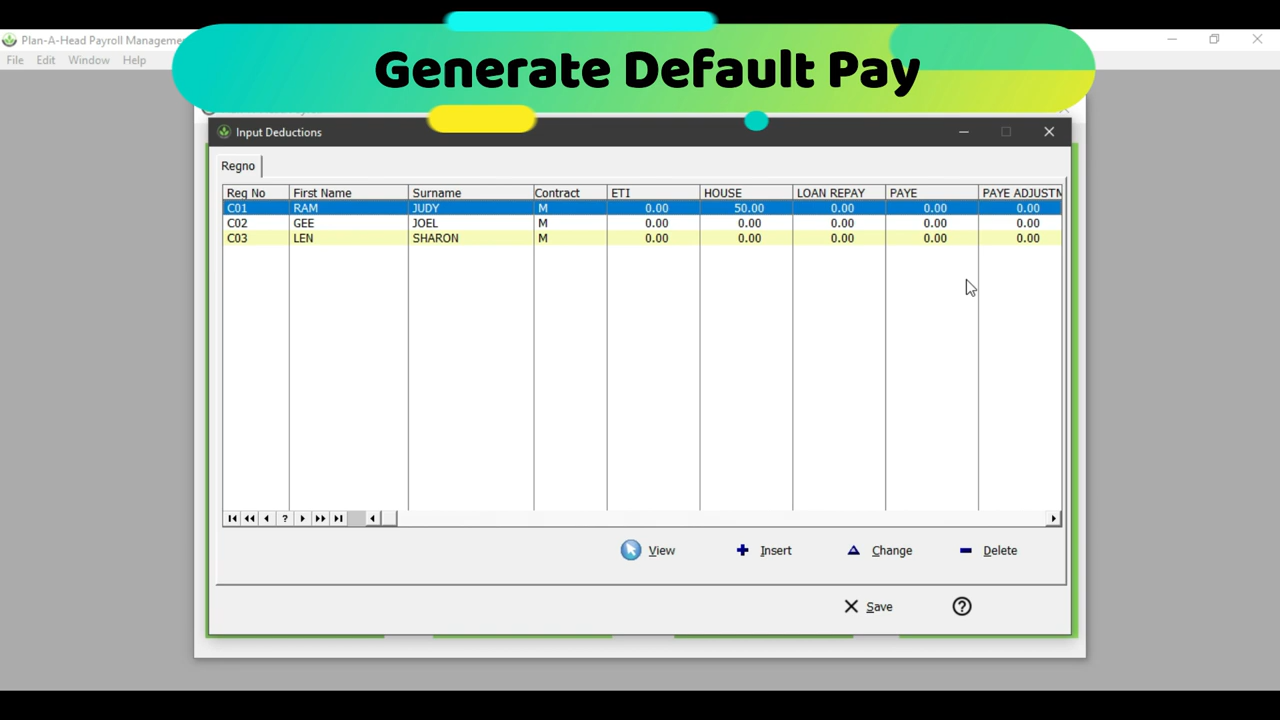 Generate Default Pay
Plan-A-Head Payroll Manageme
File Edit Window Help
Input Deductions
Regno
Reg No First Name Surname Contract ETI HOUSE LOAN REPAY PAYE PAYE ADJUSTM
C01 RAM JUDY M 0.00 50.00 0.00 0.00 0.00
C02 GEE JOEL M 0.00 0.00 0.00 0.00 0.00
C03 LEN SHARON M 0.00 0.00 0.00 0.00 0.00
?
View Insert Change Delete
Save ?